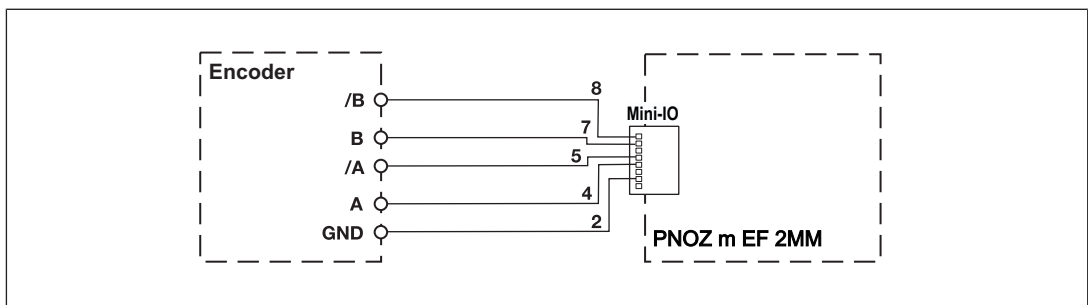 Encoder
/B
8
Mini-IO
B
7
/A
5
A
4
GND
2
PNOZ m EF 2MM